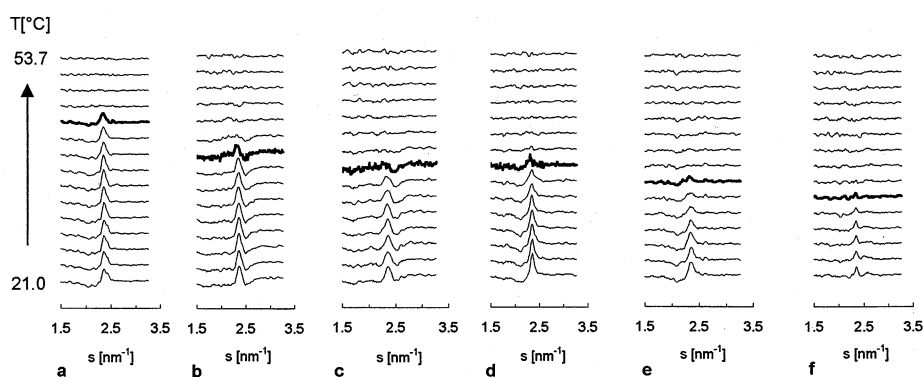 T[°C]
53.7
21.0
1.5 2.5 3.5 1.5 2.5 3.5 1.5 2.5 3.5 1.5 2.5 3.5 1.5 2.5 3.5 1.5 2.5 3.5
s [nm⁻¹] s [nm⁻¹] s [nm⁻¹] s [nm⁻¹] s [nm⁻¹] s [nm⁻¹]
a b c d e f